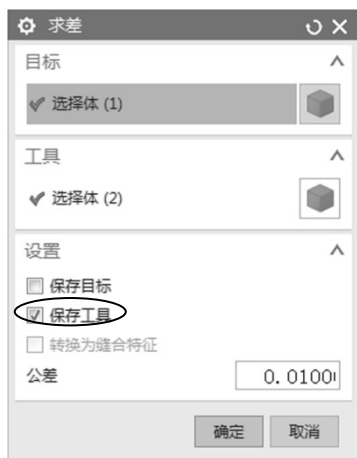 求差
目标
选择体 (1)
工具
选择体 (2)
设置
保存目标
保存工具
转换为缝合特征
公差 0.0100
确定 取消